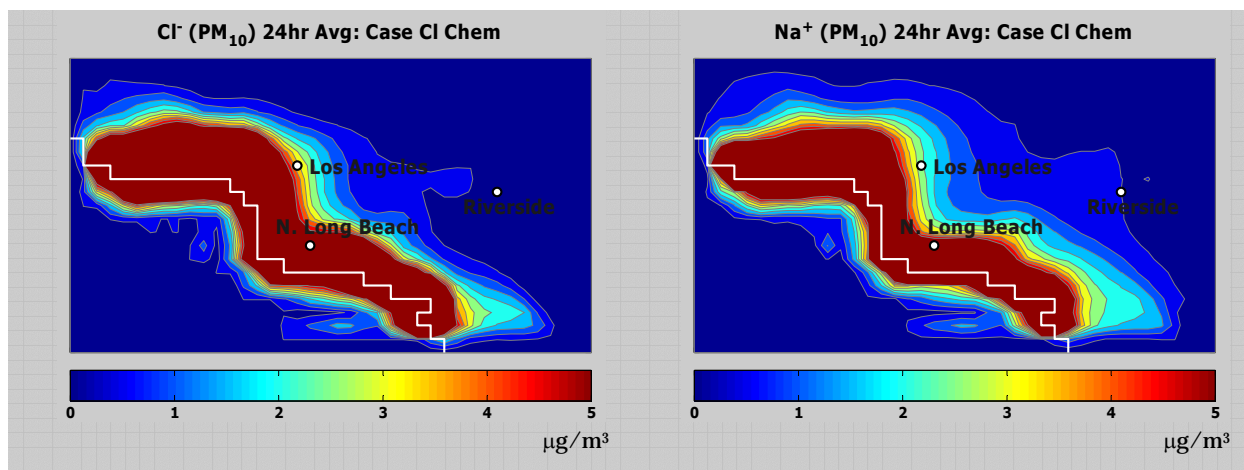 Cl⁻ (PM₁₀) 24hr Avg: Case Cl Chem
Los Angeles
Riverside
N. Long Beach
0 1 2 3 4 5
μg/m³
Na⁺ (PM₁₀) 24hr Avg: Case Cl Chem
Los Angeles
Riverside
N. Long Beach
0 1 2 3 4 5
μg/m³